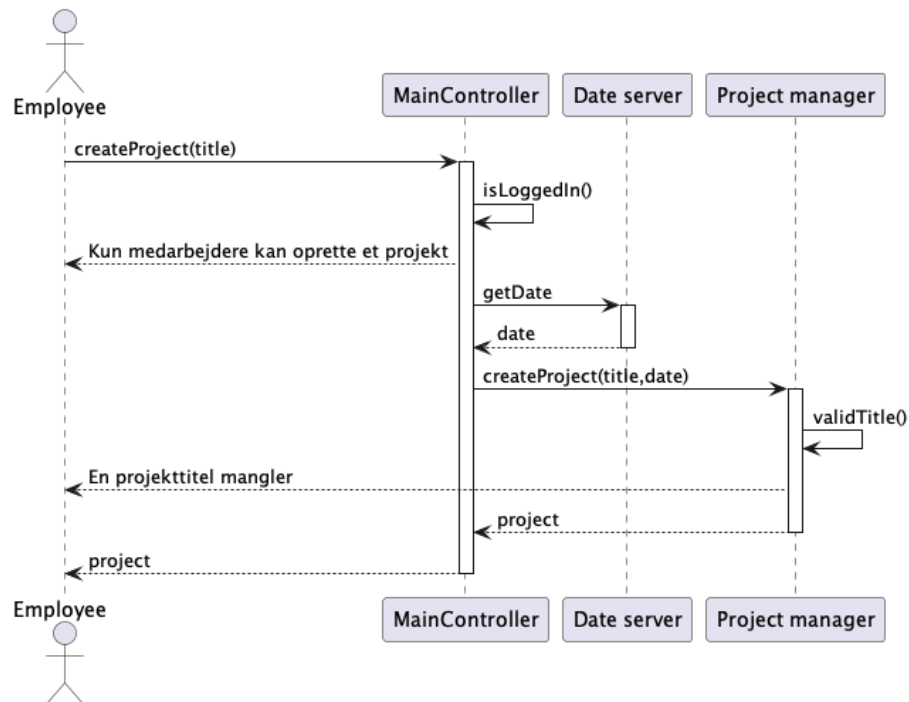 Employee
MainController
Date server
Project manager
createProject(title)
isLoggedIn()
Kun medarbejdere kan oprette et projekt
getDate
date
createProject(title,date)
validTitle()
En projekttitel mangler
project
project
Employee
MainController
Date server
Project manager